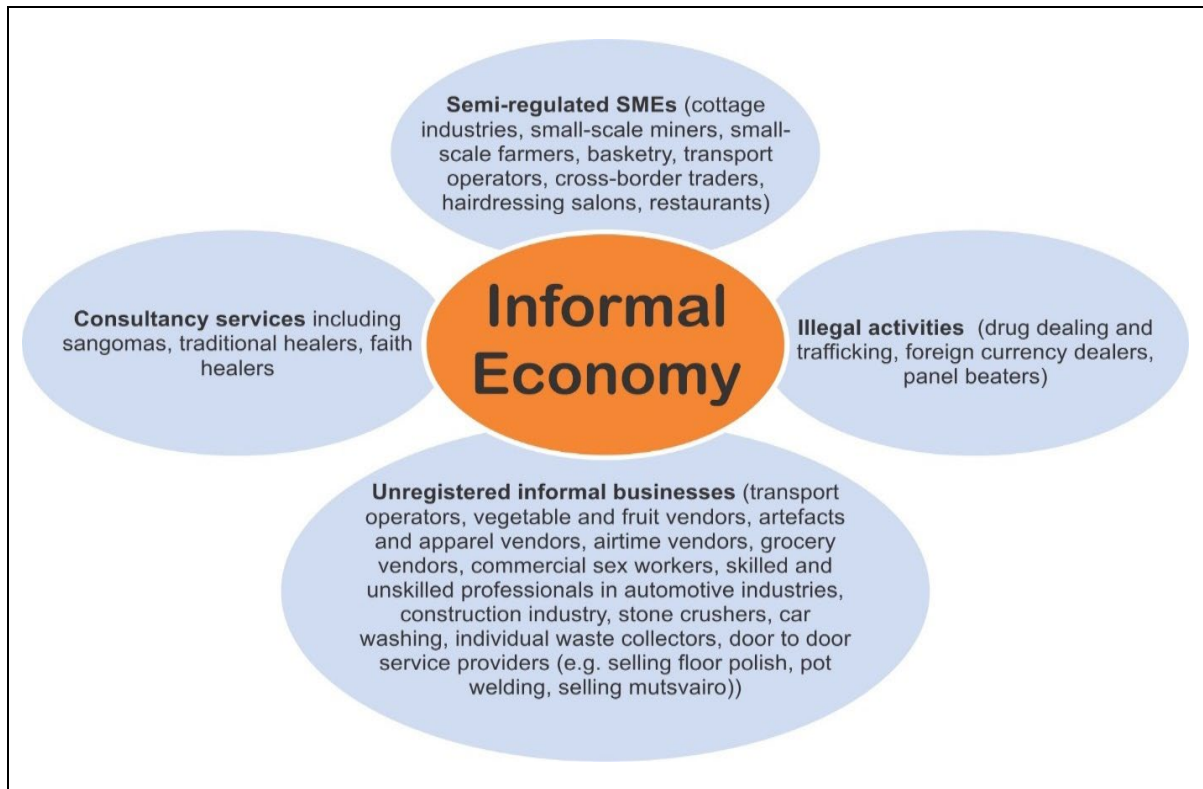 Semi-regulated SMEs (cottage
industries, small-scale miners, small-
scale farmers, basketry, transport
operators, cross-border traders,
hairdressing salons, restaurants)
Consultancy services including
sangomas, traditional healers, faith
healers
Informal
Economy
Illegal activities (drug dealing and
trafficking, foreign currency dealers,
panel beaters)
Unregistered informal businesses (transport
operators, vegetable and fruit vendors, artefacts
and apparel vendors, airtime vendors, grocery
vendors, commercial sex workers, skilled and
unskilled professionals in automotive industries,
construction industry, stone crushers, car
washing, individual waste collectors, door to door
service providers (e.g. selling floor polish, pot
welding, selling mutsvairo))